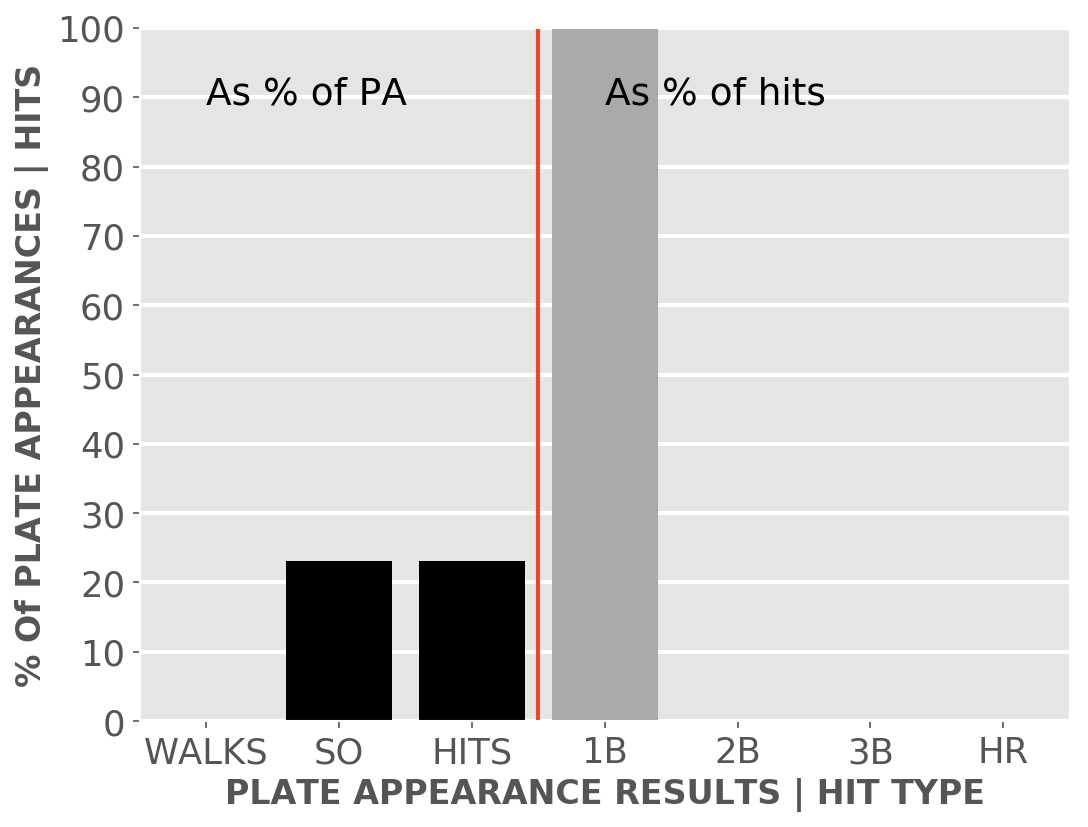 % Of PLATE APPEARANCES | HITS
100
90
80
70
60
50
40
30
20
10
0
As % of PA
As % of hits
WALKS SO HITS 1B 2B 3B HR
PLATE APPEARANCE RESULTS | HIT TYPE